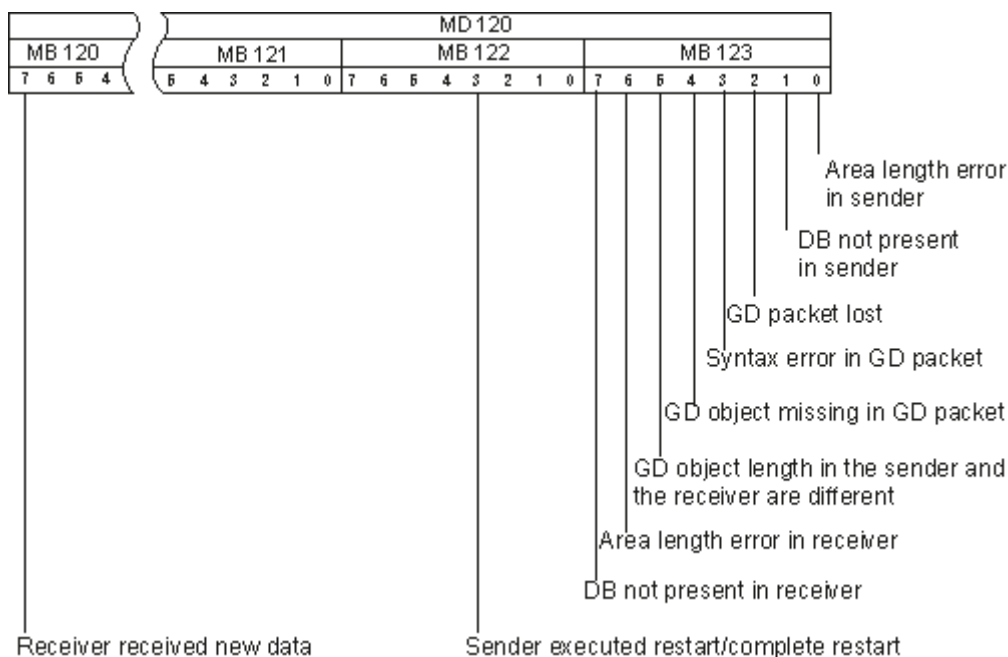 MD 120
MB 120 MB 121 MB 122 MB 123
7 6 5 4 5 4 3 2 1 0 7 6 5 4 3 2 1 0 7 6 5 4 3 2 1 0
Area length error
in sender
DB not present
in sender
GD packet lost
Syntax error in GD packet
GD object missing in GD packet
GD object length in the sender and
the receiver are different
Area length error in receiver
DB not present in receiver
Receiver received new data
Sender executed restart/complete restart